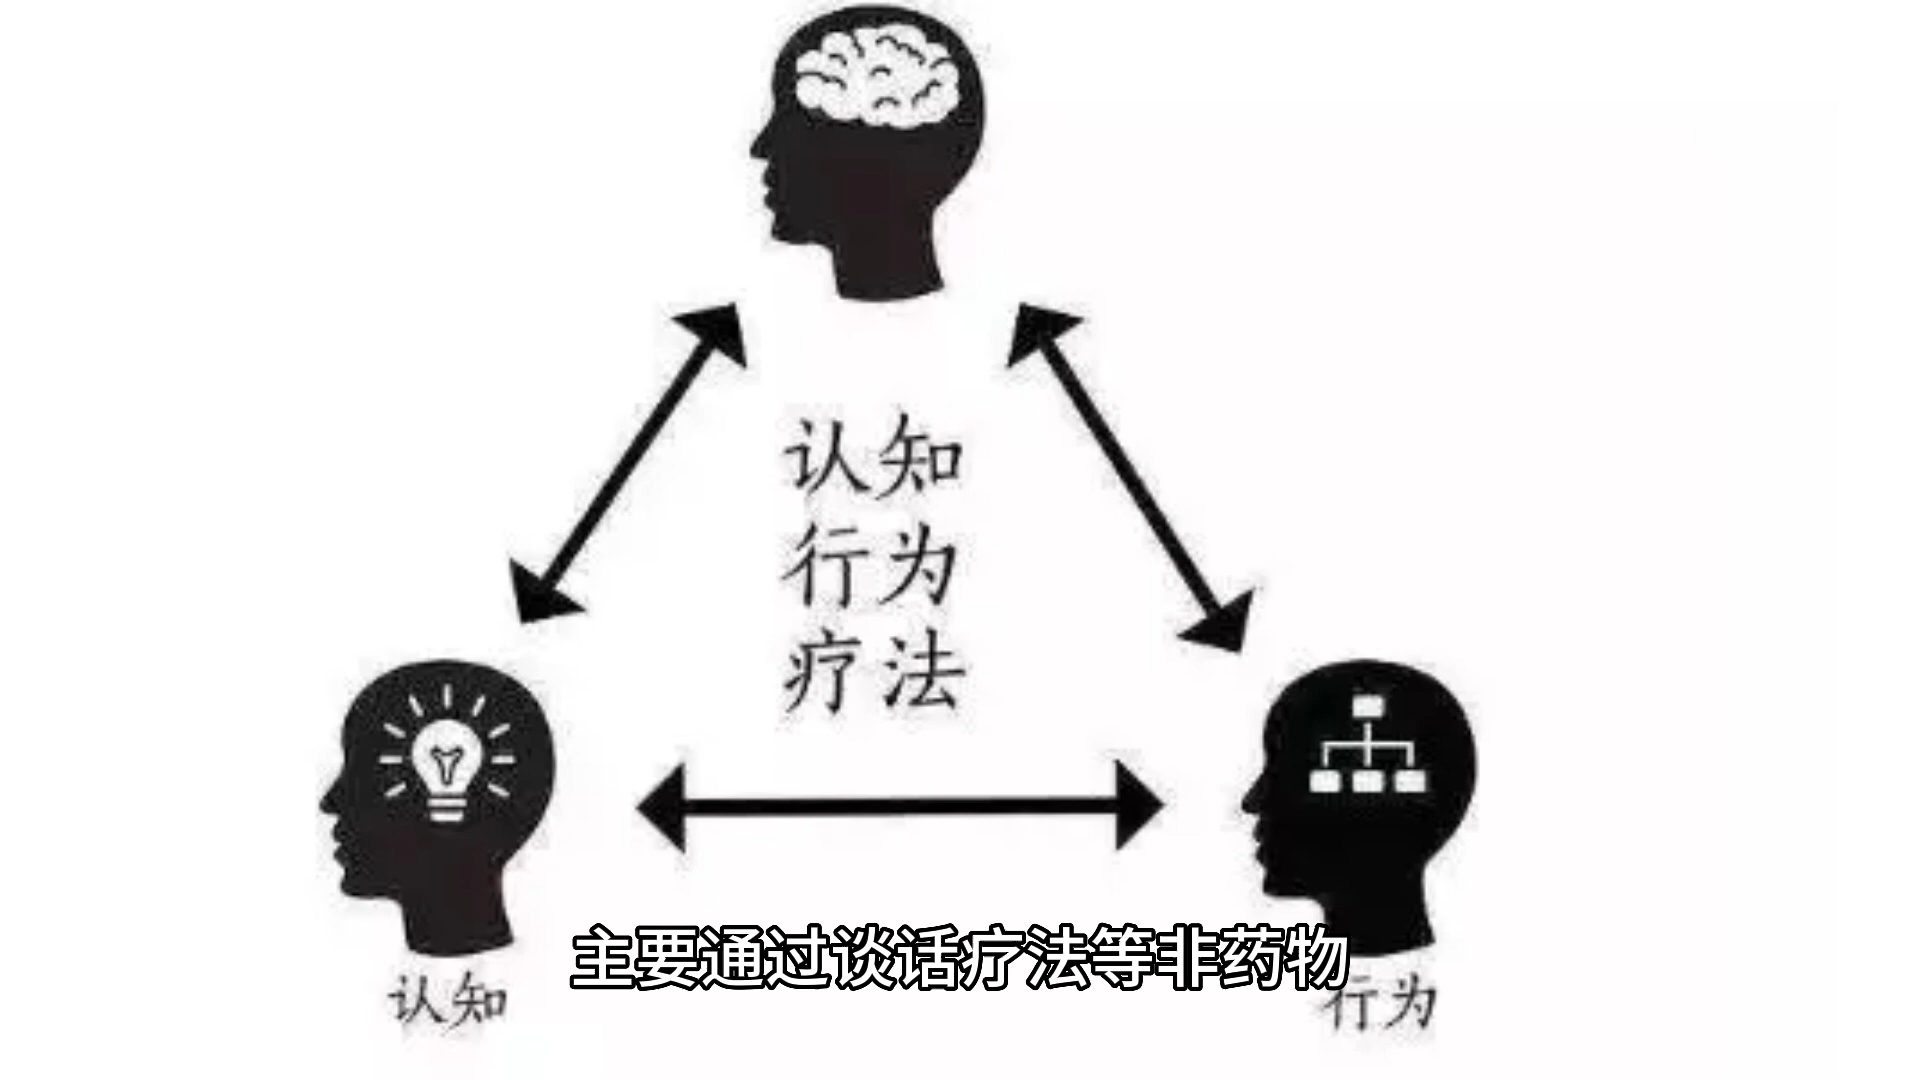 认知
行为
疗法
主要通过谈话疗法等非药物
认知
行为